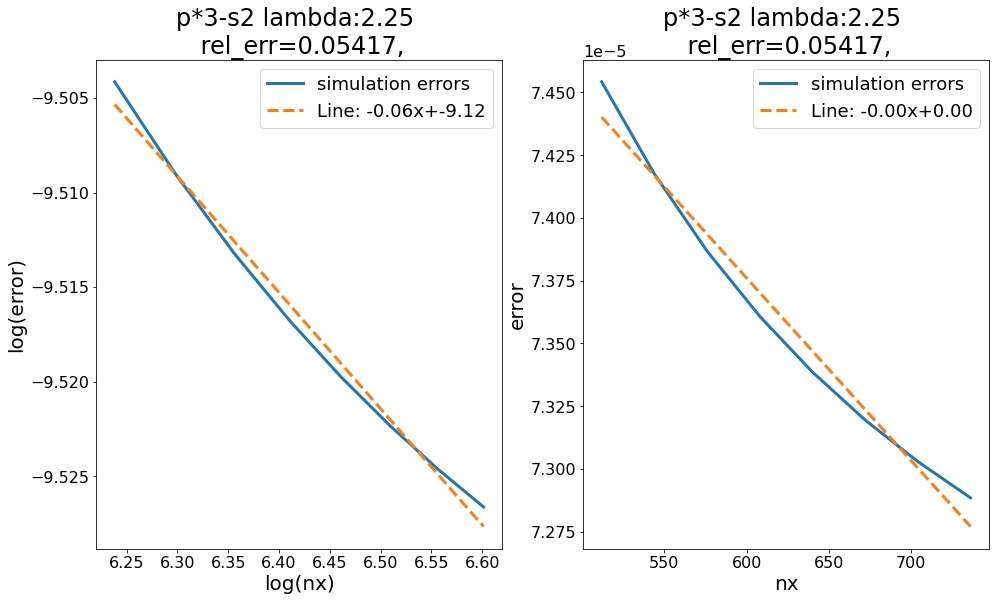 p*3-s2 lambda:2.25
rel_err=0.05417,
simulation errors
Line: -0.06x+-9.12
−9.505
−9.510
−9.515
−9.520
−9.525
log(error)
6.25 6.30 6.35 6.40 6.45 6.50 6.55 6.60
log(nx)
p*3-s2 lambda:2.25
rel_err=0.05417,
1e−5
simulation errors
Line: -0.00x+0.00
7.450
7.425
7.400
7.375
7.350
7.325
7.300
7.275
error
550 600 650 700
nx